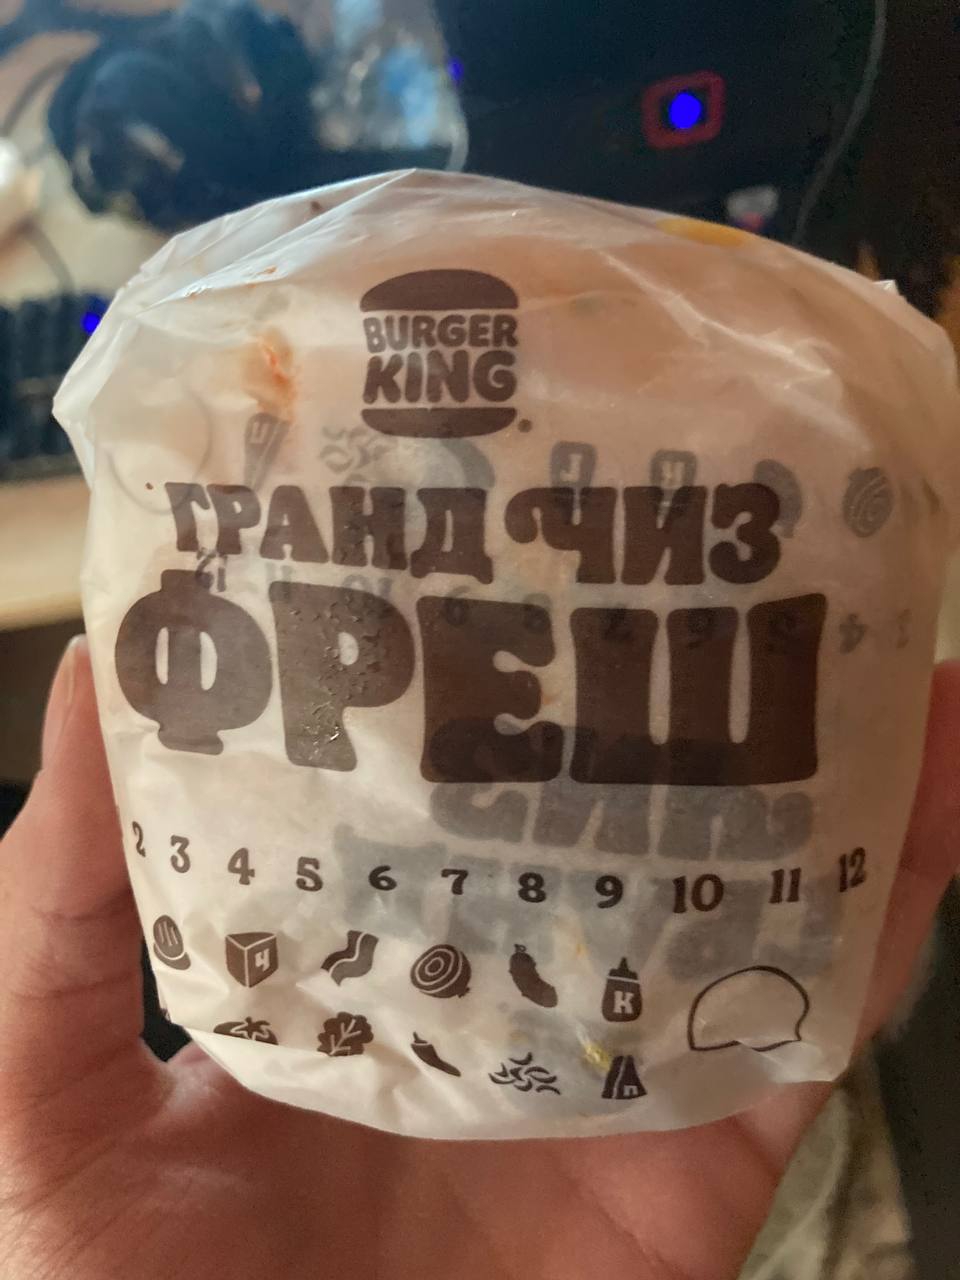 BURGER
KING
ГРАНД ЧИЗ
ФРЕШ
2 3 4 5 6 7 8 9 10 11 12
Ч
К
П